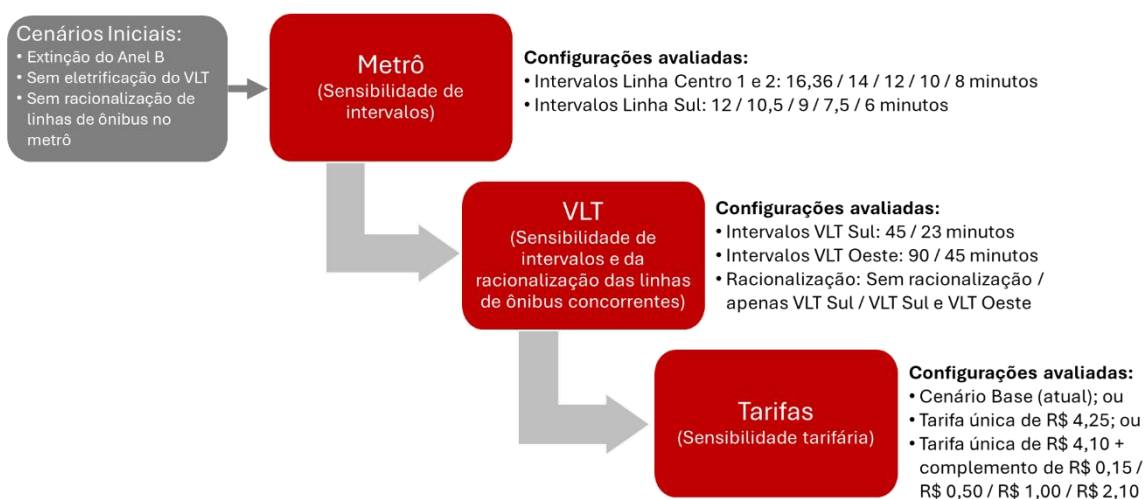 Cenários Iniciais:
• Extinção do Anel B
• Sem eletrificação do VLT
• Sem racionalização de
linhas de ônibus no
metrô
Metrô
(Sensibilidade de
intervalos)
Configurações avaliadas:
• Intervalos Linha Centro 1 e 2: 16,36 / 14 / 12 / 10 / 8 minutos
• Intervalos Linha Sul: 12 / 10,5 / 9 / 7,5 / 6 minutos
VLT
(Sensibilidade de
intervalos e da
racionalização das linhas
de ônibus concorrentes)
Configurações avaliadas:
• Intervalos VLT Sul: 45 / 23 minutos
• Intervalos VLT Oeste: 90 / 45 minutos
• Racionalização: Sem racionalização /
apenas VLT Sul / VLT Sul e VLT Oeste
Tarifas
(Sensibilidade tarifária)
Configurações avaliadas:
• Cenário Base (atual); ou
• Tarifa única de R$ 4,25; ou
• Tarifa única de R$ 4,10 +
complemento de R$ 0,15 /
R$ 0,50 / R$ 1,00 / R$ 2,10